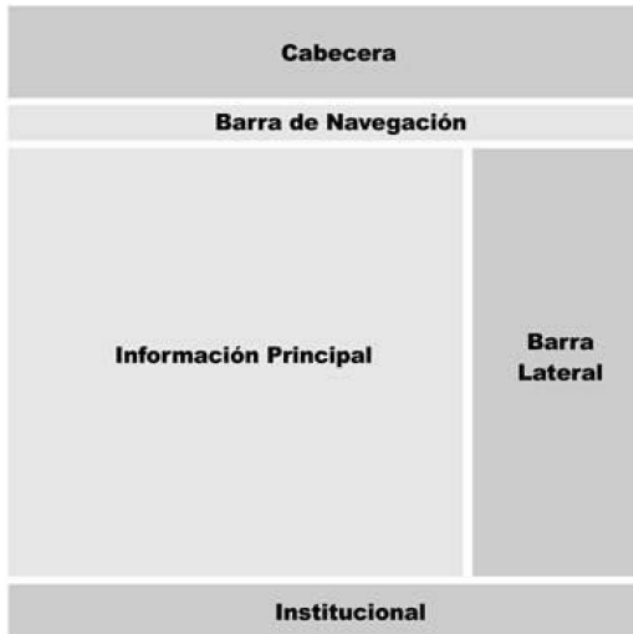 Cabecera
Barra de Navegación
Información Principal
Barra
Lateral
Institucional